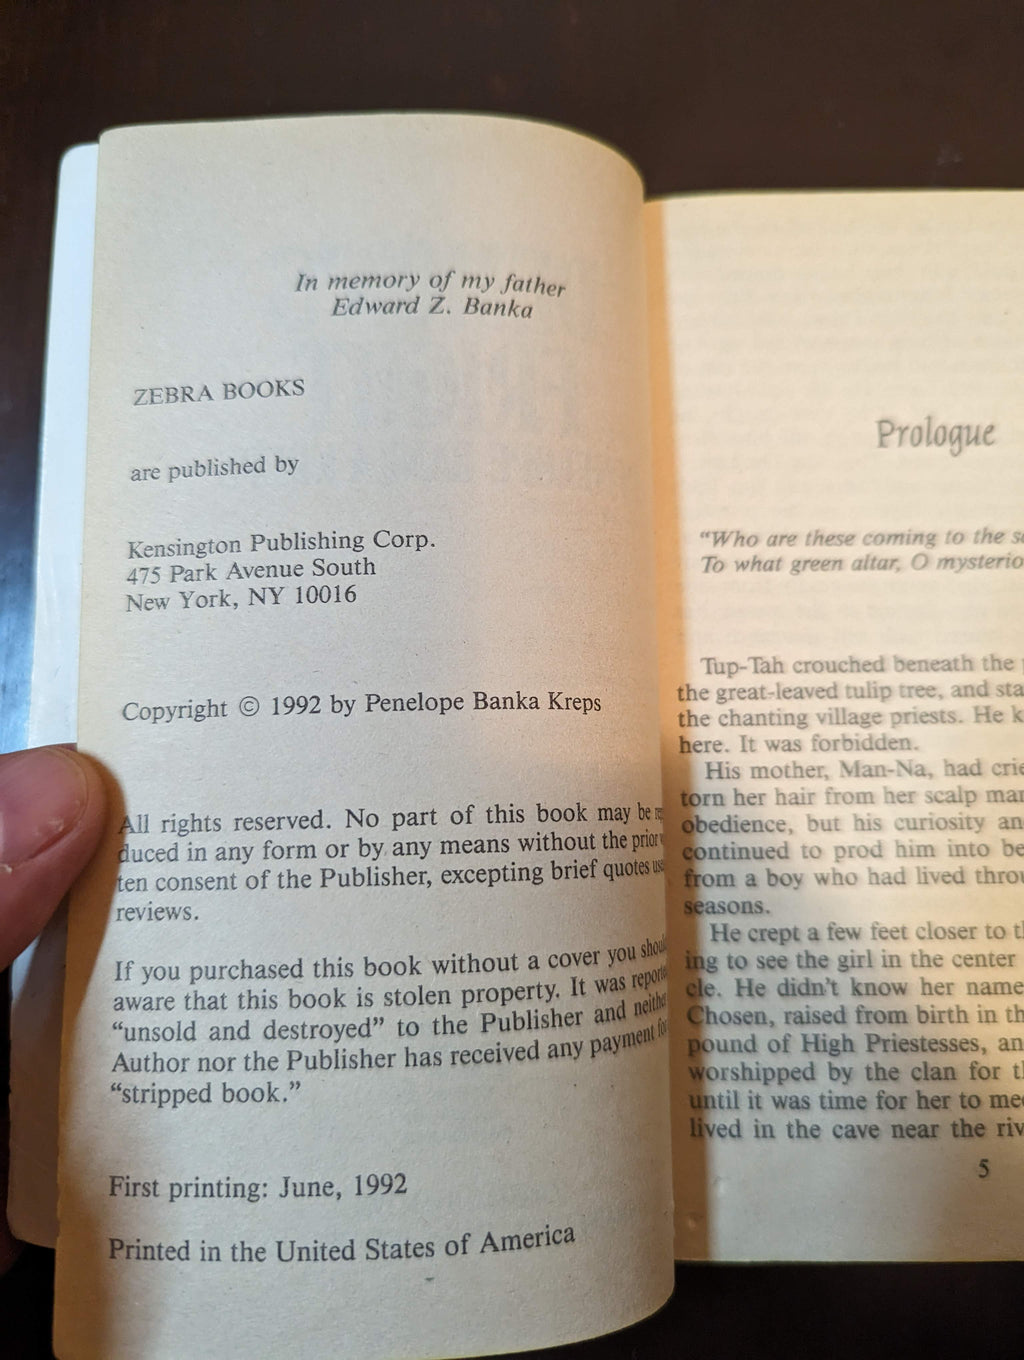 In memory of my father
Edward Z. Banka
ZEBRA BOOKS
are published by
Kensington Publishing Corp.
475 Park Avenue South
New York, NY 10016
Copyright © 1992 by Penelope Banka Kreps
All rights reserved. No part of this book may be
duced in any form or by any means without the prior
ten consent of the Publisher, excepting brief quotes
reviews.
If you purchased this book without a cover you
aware that this book is stolen property. It was
"unsold and destroyed" to the Publisher and
Author nor the Publisher has received any payment
"stripped book."
First printing: June, 1992
Printed in the United States of America
Prologue
"Who are these coming to the
To what green altar, O
Tup-Tah crouched beneath the
the great-leaved tulip tree, and
the chanting village priests. He
here. It was forbidden.
His mother, Man-Na, had
torn her hair from her scalp
obedience, but his curiosity
continued to prod him into
from a boy who had lived
seasons.
He crept a few feet closer to
ing to see the girl in the center
cle. He didn't know her name
Chosen, raised from birth in
pound of High Priestesses,
worshipped by the clan for
until it was time for her to
lived in the cave near the
5